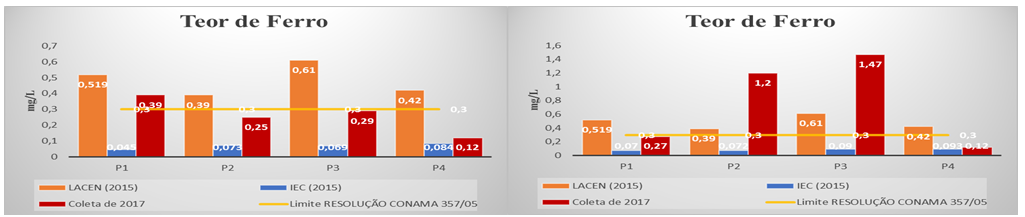 Teor de Ferro
mg/L
0,7
0,6
0,5
0,4
0,3
0,2
0,1
0
0,519
0,39
0,61
0,42
0,045
0,073
0,069
0,084
0,39
0,25
0,29
0,12
0,3
0,3
0,3
0,3
P1
P2
P3
P4
LACEN (2015)
IEC (2015)
Coleta de 2017
Limite RESOLUÇÃO CONAMA 357/05
Teor de Ferro
mg/L
1,6
1,4
1,2
1
0,8
0,6
0,4
0,2
0
0,519
0,39
0,61
0,42
0,07
0,072
0,09
0,093
0,27
1,2
1,47
0,12
0,3
0,3
0,3
0,3
P1
P2
P3
P4
LACEN (2015)
IEC (2015)
Coleta de 2017
Limite RESOLUÇÃO CONAMA 357/05